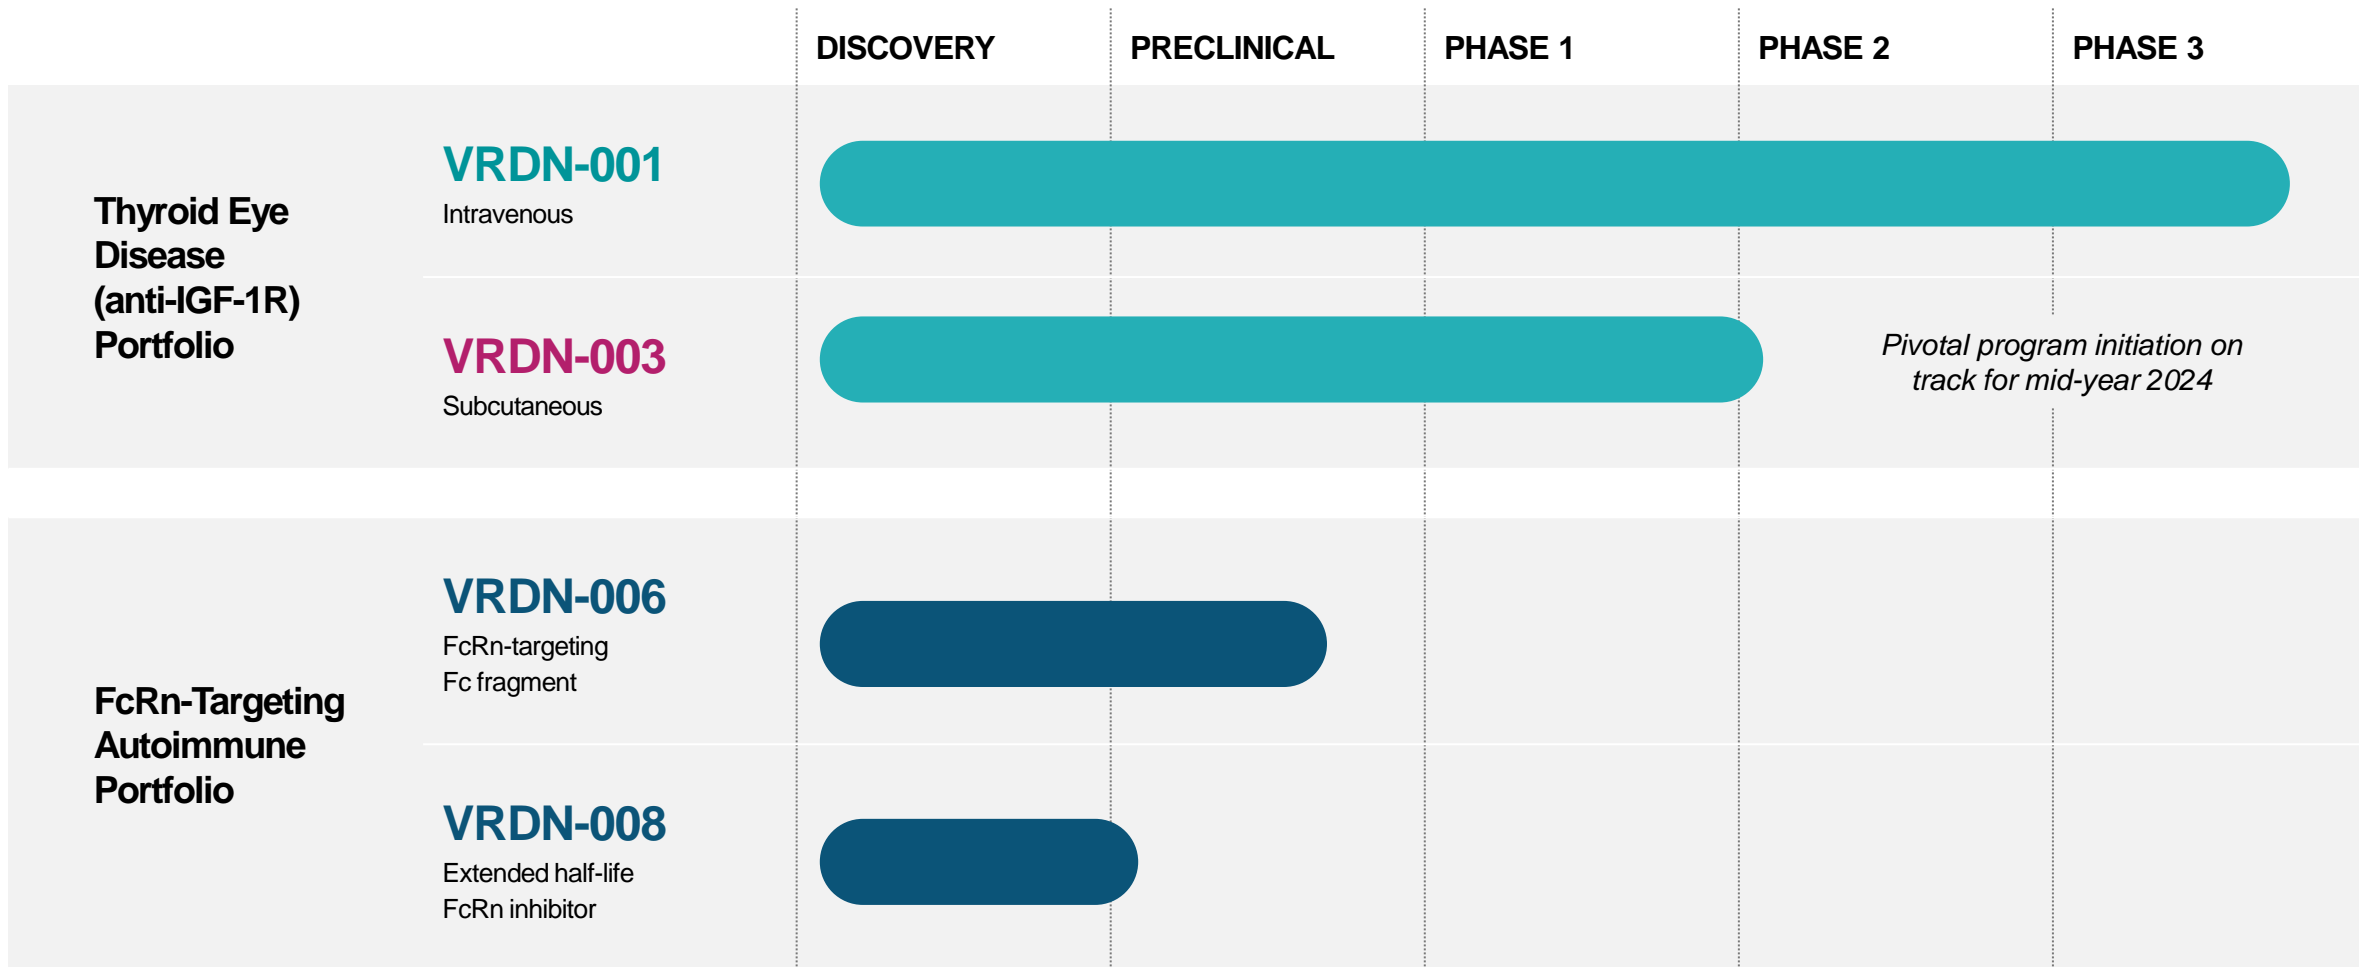 DISCOVERY
PRECLINICAL
PHASE 1
PHASE 2
PHASE 3
Thyroid Eye
Disease
(anti-IGF-1R)
Portfolio
VRDN-001
Intravenous
VRDN-003
Subcutaneous
Pivotal program initiation on
track for mid-year 2024
FcRn-Targeting
Autoimmune
Portfolio
VRDN-006
FcRn-targeting
Fc fragment
VRDN-008
Extended half-life
FcRn inhibitor